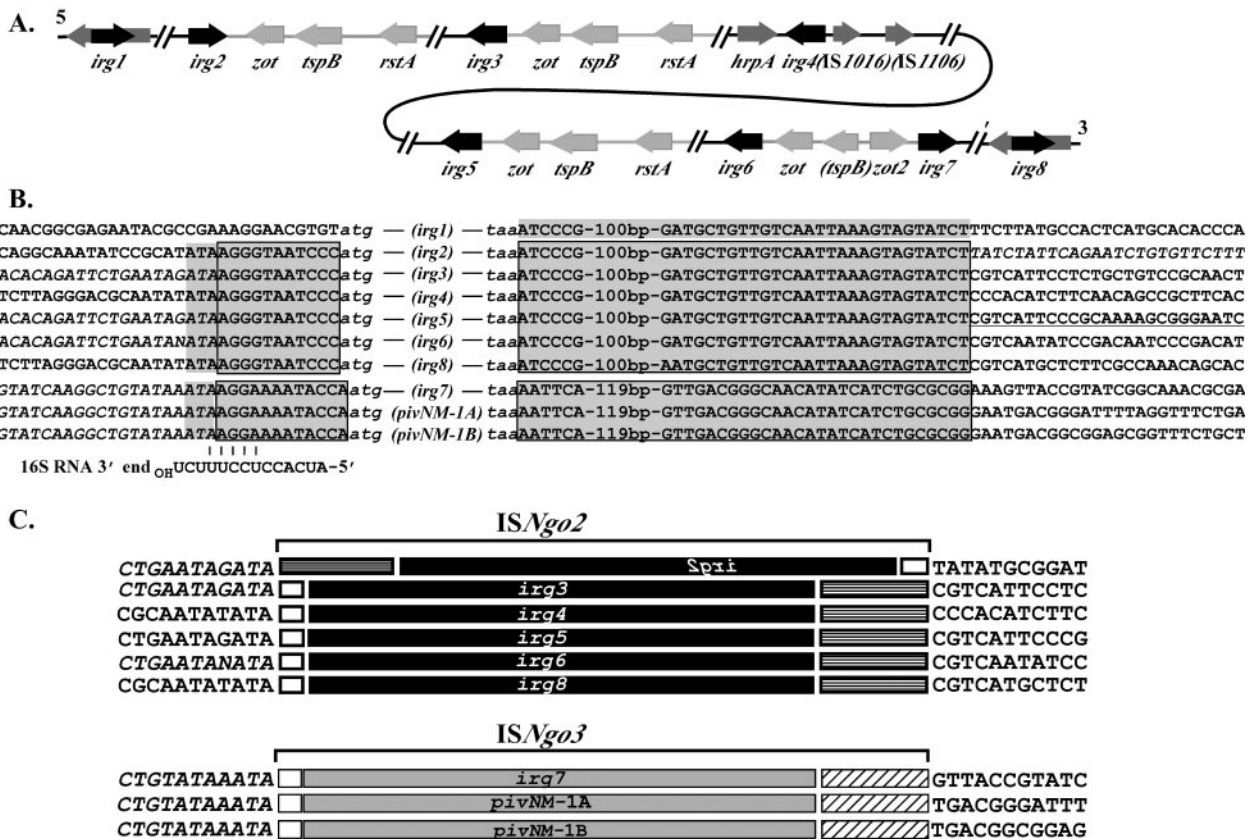 A.
5
irg1 irg2 zot tspB rstA irg3 zot tspB rstA hrpA irg4 (IS1016) (IS1106)
3
′
irg5 zot tspB rstA irg6 zot (tspB) zot2 irg7 irg8
B.
CAACGGCGAGAATACGCCGAAAGGAACGTGTatg — (irg1) — taaATCCCG-100bp-GATGCTGTTGTCAATTAAAGTAGTATCTTTCTTATGCCACTCATGCACACCCA
CAGGCAAATATCCGCATATAAGGGTAATCCCatg — (irg2) — taaATCCCG-100bp-GATGCTGTTGTCAATTAAAGTAGTATCTTATCTATTCAGAATCTGTGTTCTTT
ACACAGATTCTGAATAGATAAGGGTAATCCCatg — (irg3) — taaATCCCG-100bp-GATGCTGTTGTCAATTAAAGTAGTATCTCGTCATTCCTCTGCTGTCCGCAACT
TCTTAGGGACGCAATATATAAGGGTAATCCCatg — (irg4) — taaATCCCG-100bp-GATGCTGTTGTCAATTAAAGTAGTATCTCCCACATCTTCAACAGCCGCTTCAC
ACACAGATTCTGAATAGATAAGGGTAATCCCatg — (irg5) — taaATCCCG-100bp-GATGCTGTTGTCAATTAAAGTAGTATCTCGTCATTCCCGCAAAAGCGGGAATC
ACACAGATTCTGAATANATAAGGGTAATCCCatg — (irg6) — taaATCCCG-100bp-GATGCTGTTGTCAATTAAAGTAGTATCTCGTCAATATCCGACAATCCCGACAT
TCTTAGGGACGCAATATATAAGGGTAATCCCatg — (irg8) — taaATCCCG-100bp-AATGCTGTTGTCAATTAAAGTAGTATCTCGTCATGCTCTTCGCCAAACAGCAC
GTATCAAGGCTGTATAAATAAGGAAAATACCAatg — (irg7) — taaAATTCA-119bp-GTTGACGGGCAACATATCATCTGCGCGGAAAGTTACCGTATCGGCAAACGCGA
GTATCAAGGCTGTATAAATAAGGAAAATACCAatg (pivNM-1A) taaAATTCA-119bp-GTTGACGGGCAACATATCATCTGCGCGGGAATGACGGGATTTTAGGTTTCTGA
GTATCAAGGCTGTATAAATAAGGAAAATACCAatg (pivNM-1B) taaAATTCA-119bp-GTTGACGGGCAACATATCATCTGCGCGGGAATGACGGCGGAGCGGTTTCTGCT
16S RNA 3′ end OHUCUUUCCUCCACUA-5′
C.
ISNgo2
CTGAATAGATA irg2 TATATGCGGAT
CTGAATAGATA irg3 CGTCATTCCTC
CGCAATATATA irg4 CCCACATCTTC
CTGAATAGATA irg5 CGTCATTCCCG
CTGAATANATA irg6 CGTCAATATCC
CGCAATATATA irg8 CGTCATGCTCT
ISNgo3
CTGTATAAATA irg7 GTTACCGTATC
CTGTATAAATA pivNM-1A TGACGGGATTT
CTGTATAAATA pivNM-1B TGACGGCGGAG